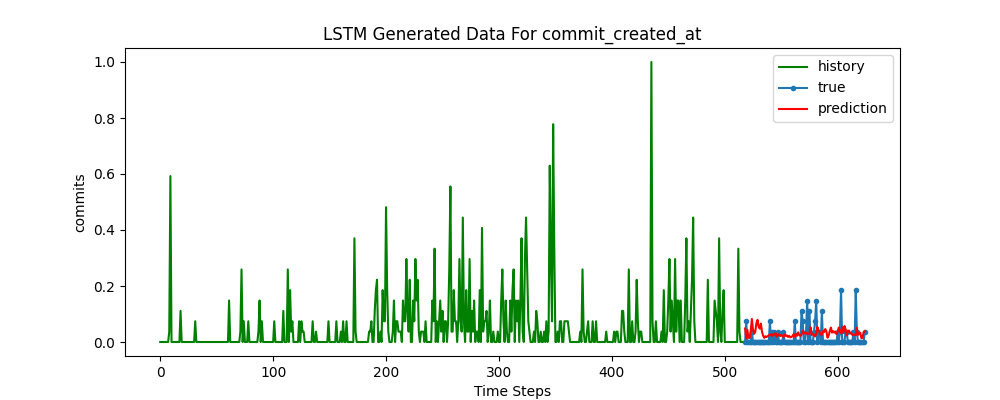 LSTM Generated Data For commit_created_at
1.0
0.8
0.6
0.4
0.2
0.0
commits
0 100 200 300 400 500 600
Time Steps
history
true
prediction